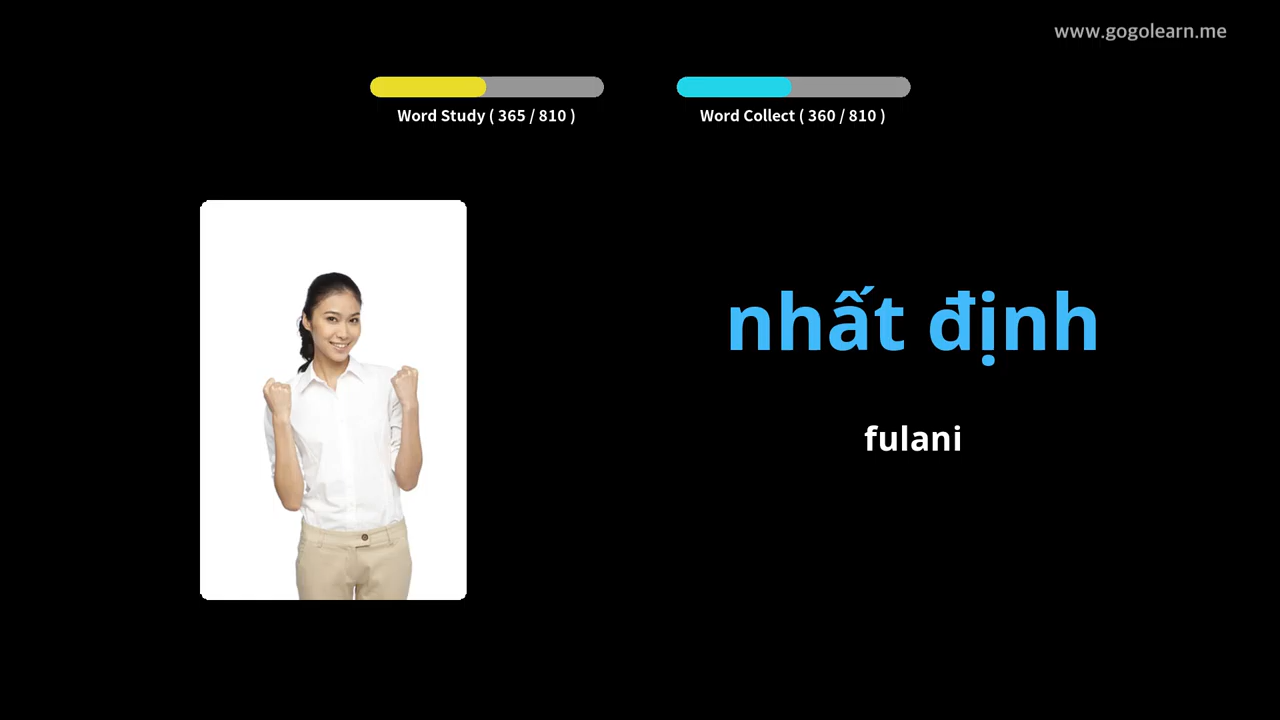 www.gogolearn.me
Word Study ( 365 / 810 )
Word Collect ( 360 / 810 )
nhất định
fulani